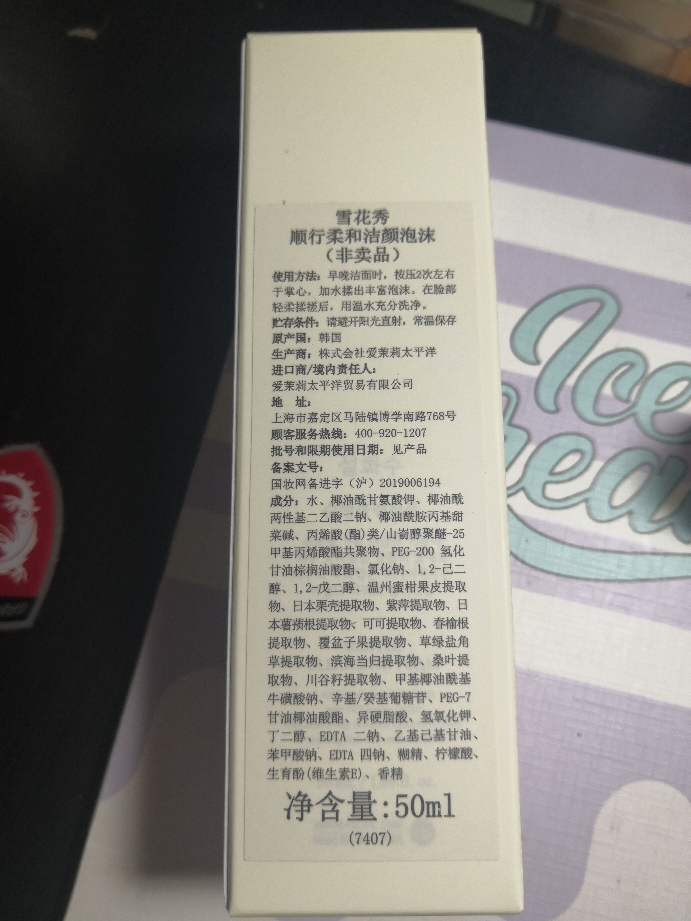 雪花秀
顺行柔和洁颜泡沫
（非卖品）
使用方法：早晚洁面时，按压2次左右
于掌心，加水揉出丰富泡沫。在脸部
轻柔揉搓后，用温水充分洗净。
贮存条件：请避开阳光直射，常温保存
原产国：韩国
生产商：株式会社爱茉莉太平洋
进口商/境内责任人：
爱茉莉太平洋贸易有限公司
地 址：
上海市嘉定区马陆镇博学南路768号
顾客服务热线：400-920-1207
批号和限期使用日期：见产品
备案文号：
国妆网备进字（沪）2019006194
成分：水、椰油酰甘氨酸钾、椰油酰
两性基二乙酸二钠、椰油酰胺丙基甜
菜碱、丙烯酸(酯)类/山嵛醇聚醚-25
甲基丙烯酸酯共聚物、PEG-200 氢化
甘油棕榈油酸酯、氯化钠、1,2-己二
醇、1,2-戊二醇、温州蜜柑果皮提取
物、日本栗壳提取物、紫萍提取物、日
本薯蓣根提取物、可可提取物、春榆根
提取物、覆盆子果提取物、草绿盐角
草提取物、滨海当归提取物、桑叶提
取物、川谷籽提取物、甲基椰油酰基
牛磺酸钠、辛基/癸基葡糖苷、PEG-7
甘油椰油酸酯、异硬脂酸、氢氧化钾、
丁二醇、EDTA 二钠、乙基己基甘油、
苯甲酸钠、EDTA 四钠、糊精、柠檬酸、
生育酚(维生素E)、香精
净含量:50ml
(7407)
Ice